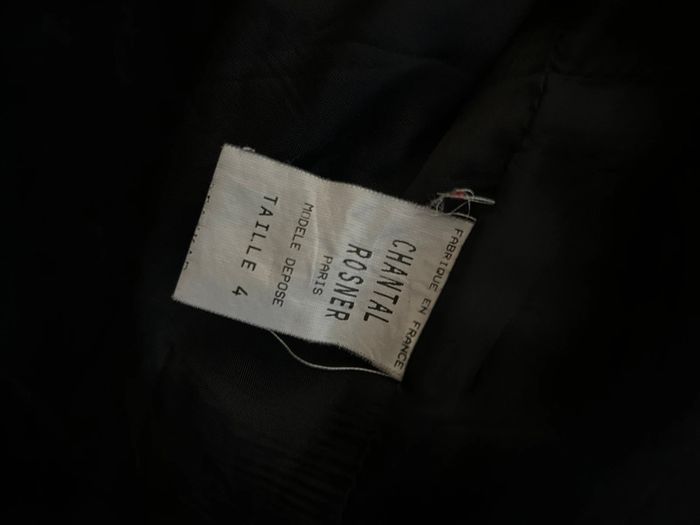 FABRIQUE EN FRANCE
CHANTAL
ROSNER
PARIS
MODELE DEPOSE
TAILLE 4